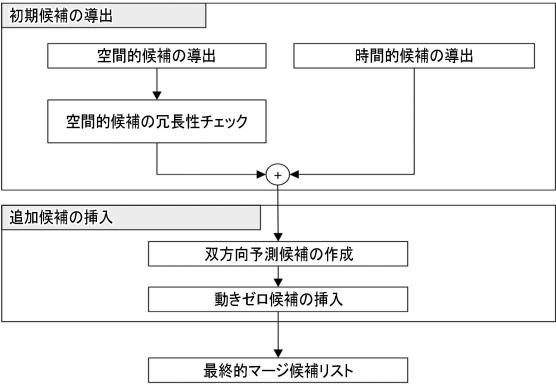 初期候補の導出
空間的候補の導出
時間的候補の導出
空間的候補の冗長性チェック
+
追加候補の挿入
双方向予測候補の作成
動きゼロ候補の挿入
最終的マージ候補リスト